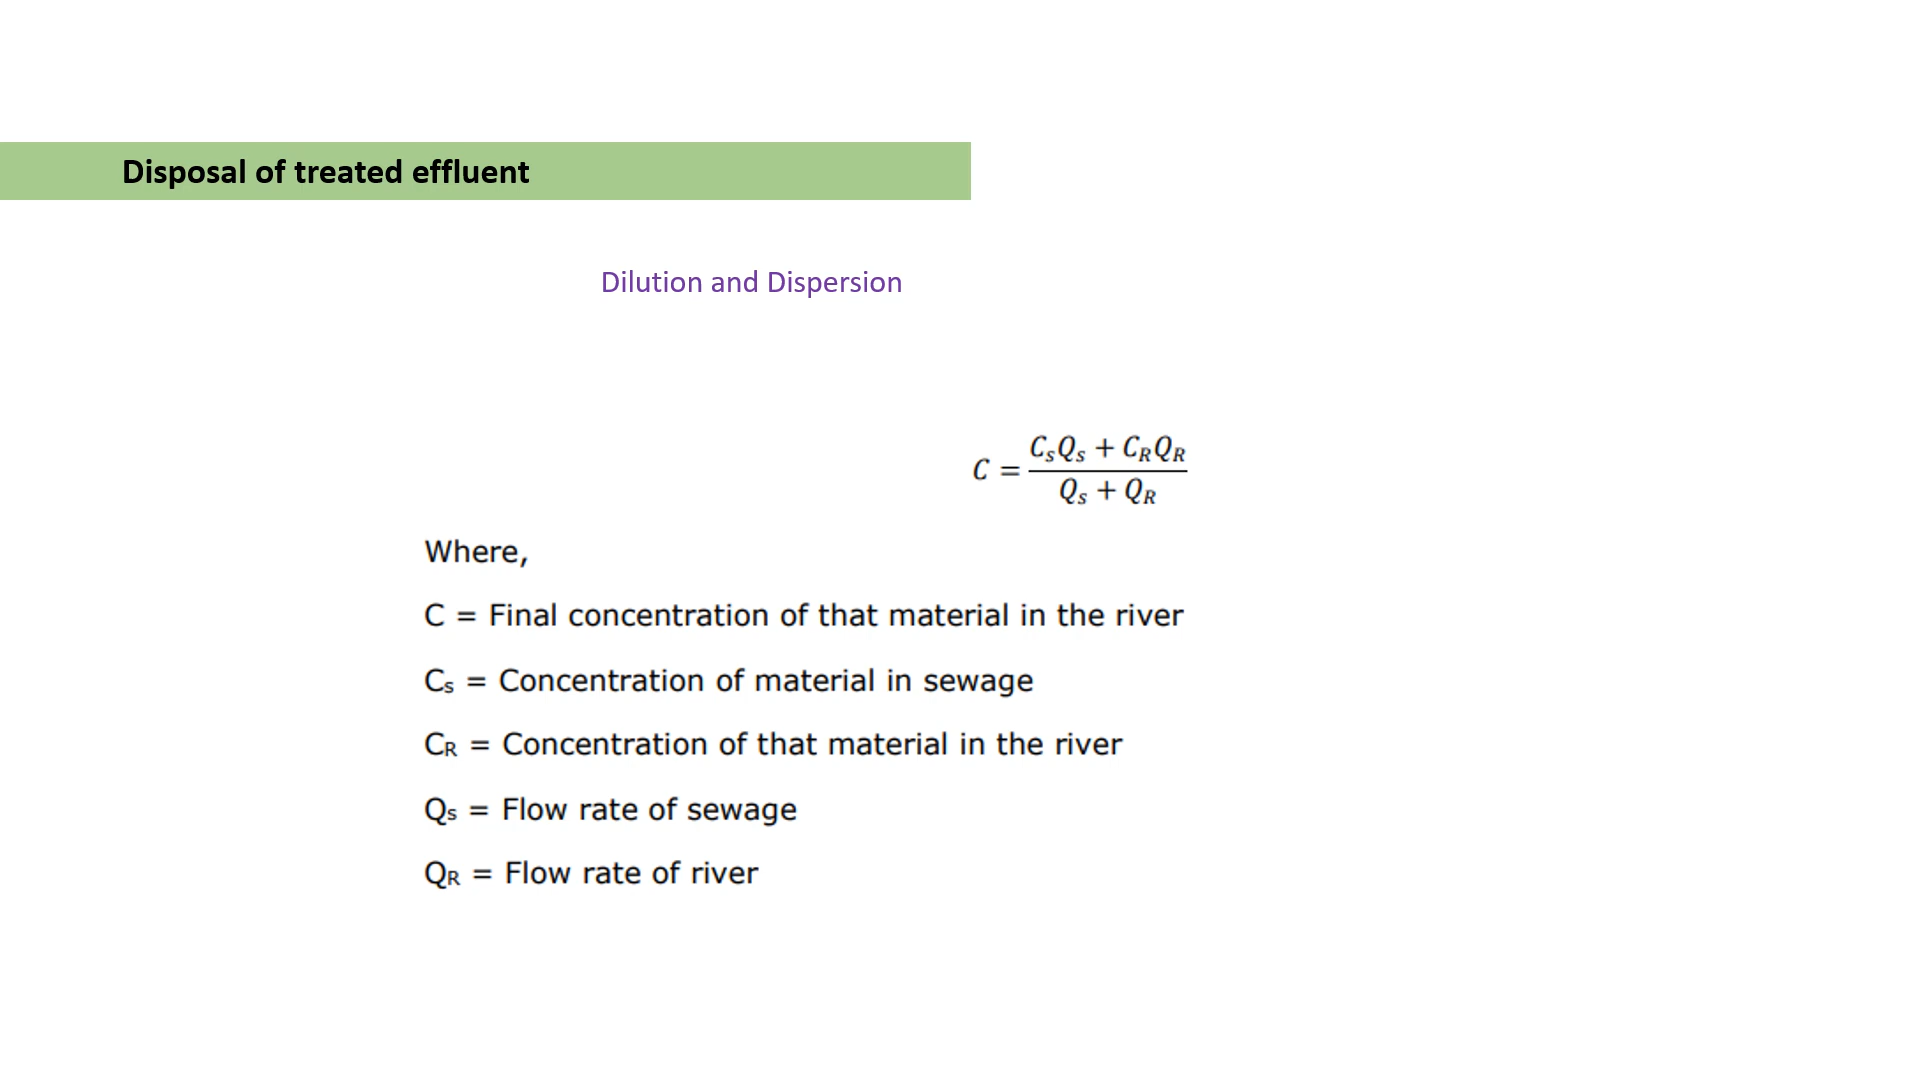 Disposal of treated effluent
Dilution and Dispersion
C = (CsQs + CRQR) / (Qs + QR)
Where,
C = Final concentration of that material in the river
Cs = Concentration of material in sewage
CR = Concentration of that material in the river
Qs = Flow rate of sewage
QR = Flow rate of river